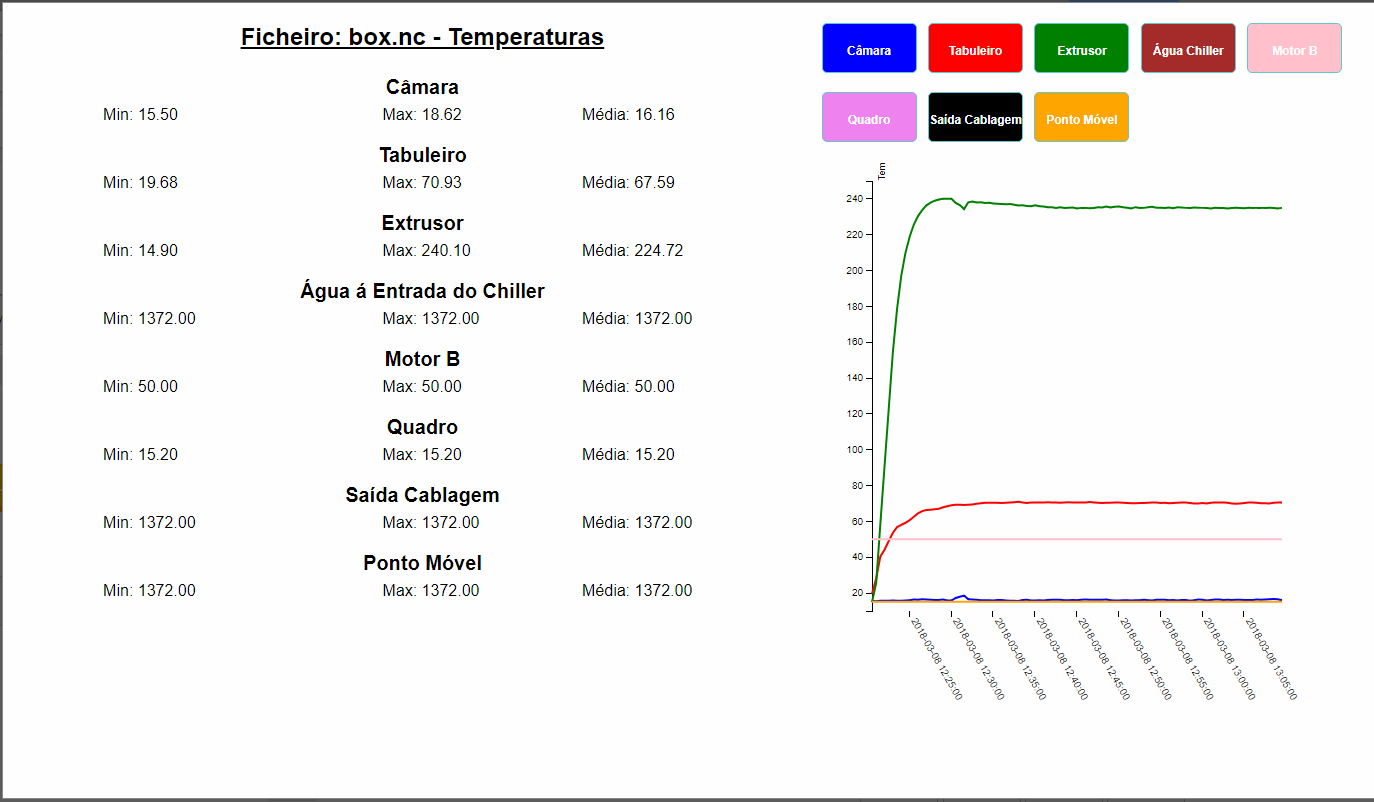 Ficheiro: box.nc - Temperaturas
Câmara
Min: 15.50 Max: 18.62 Média: 16.16
Tabuleiro
Min: 19.68 Max: 70.93 Média: 67.59
Extrusor
Min: 14.90 Max: 240.10 Média: 224.72
Água á Entrada do Chiller
Min: 1372.00 Max: 1372.00 Média: 1372.00
Motor B
Min: 50.00 Max: 50.00 Média: 50.00
Quadro
Min: 15.20 Max: 15.20 Média: 15.20
Saída Cablagem
Min: 1372.00 Max: 1372.00 Média: 1372.00
Ponto Móvel
Min: 1372.00 Max: 1372.00 Média: 1372.00
Câmara Tabuleiro Extrusor Água Chiller Motor B
Quadro Saída Cablagem Ponto Móvel
Tem
240
220
200
180
160
140
120
100
80
60
40
20
2018-03-08 12:25:00
2018-03-08 12:30:00
2018-03-08 12:35:00
2018-03-08 12:40:00
2018-03-08 12:45:00
2018-03-08 12:50:00
2018-03-08 12:55:00
2018-03-08 13:00:00
2018-03-08 13:05:00